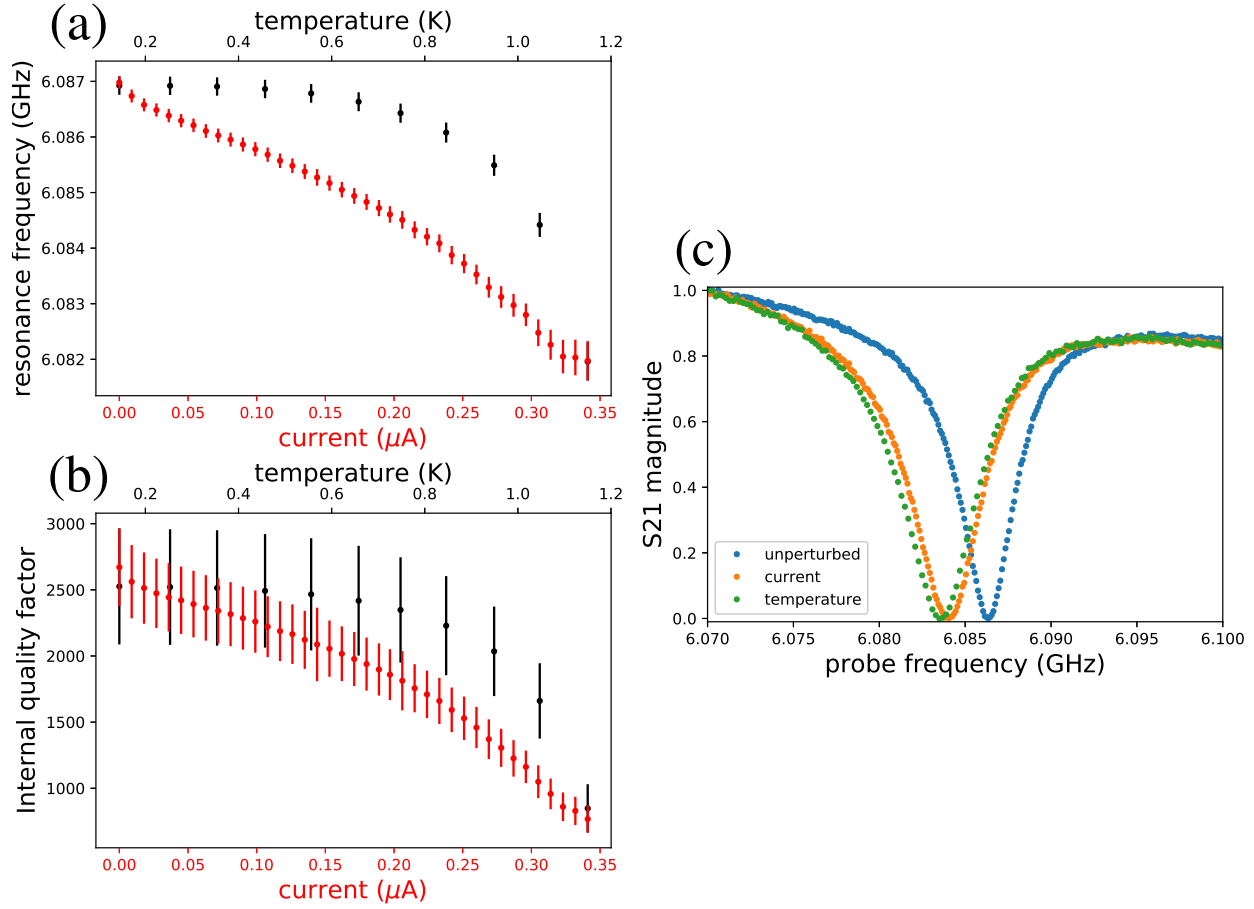 (a)
temperature (K)
0.2 0.4 0.6 0.8 1.0 1.2
resonance frequency (GHz)
6.087
6.086
6.085
6.084
6.083
6.082
0.00 0.05 0.10 0.15 0.20 0.25 0.30 0.35
current (μA)
(b)
temperature (K)
0.2 0.4 0.6 0.8 1.0 1.2
Internal quality factor
3000
2500
2000
1500
1000
0.00 0.05 0.10 0.15 0.20 0.25 0.30 0.35
current (μA)
(c)
S21 magnitude
1.0
0.8
0.6
0.4
0.2
0.0
unperturbed
current
temperature
6.070 6.075 6.080 6.085 6.090 6.095 6.100
probe frequency (GHz)